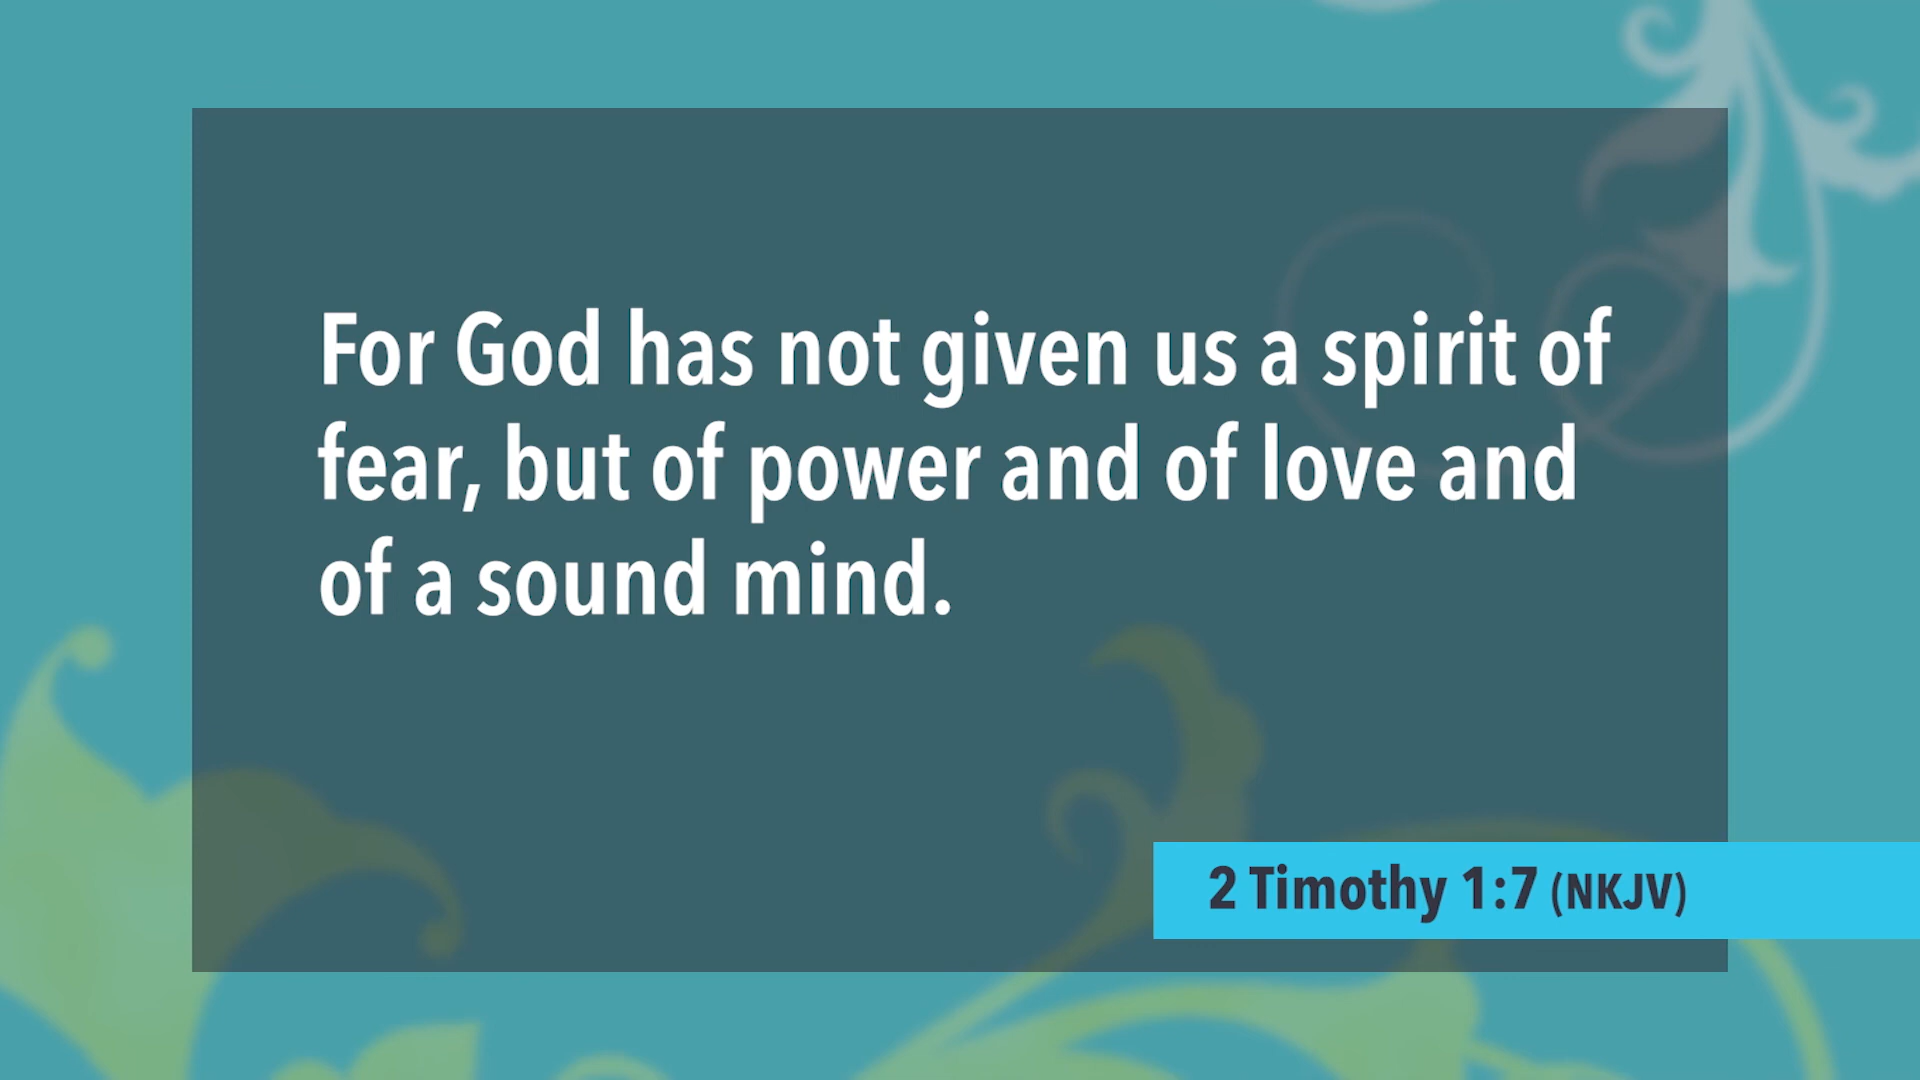 For God has not given us a spirit of
fear, but of power and of love and
of a sound mind.
2 Timothy 1:7 (NKJV)